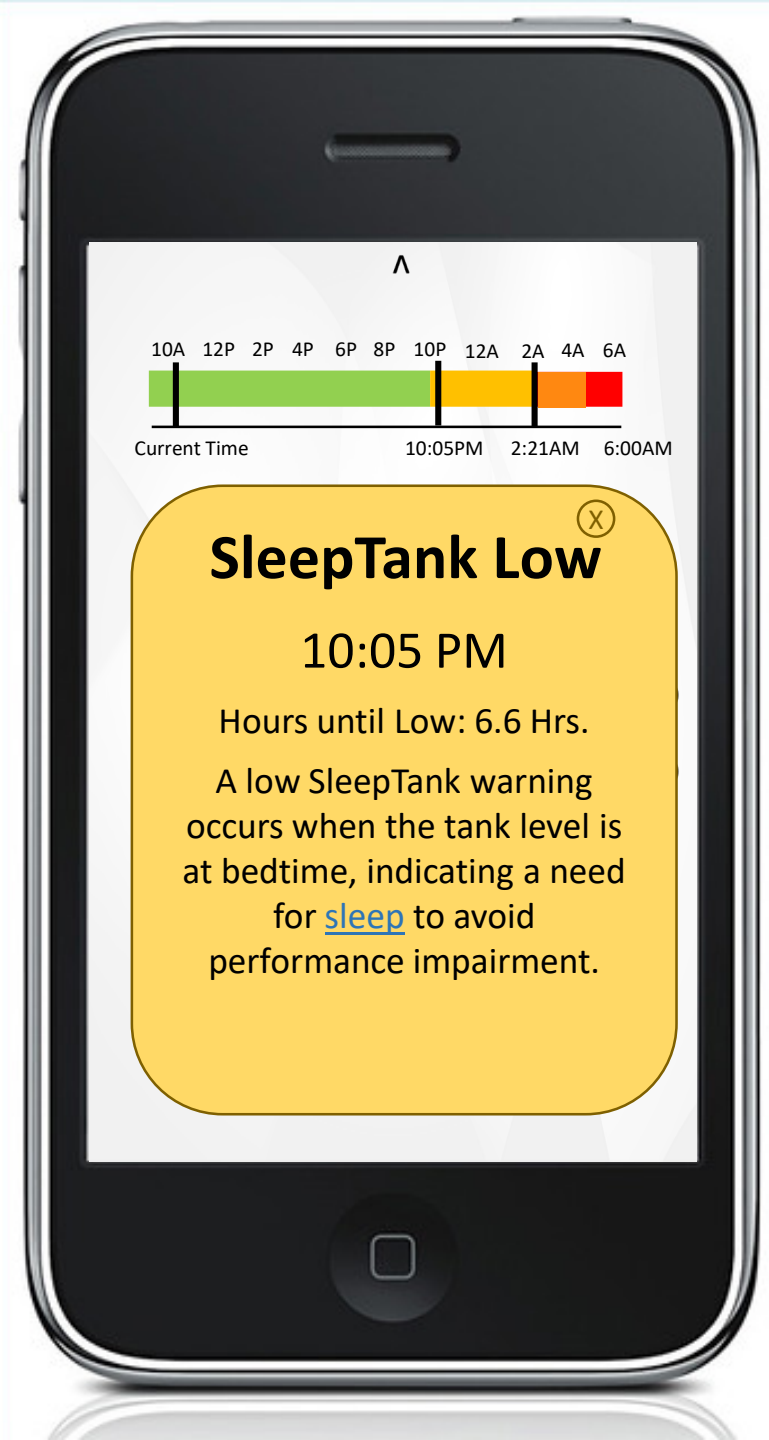 ^
10A 12P 2P 4P 6P 8P 10P 12A 2A 4A 6A
Current Time 10:05PM 2:21AM 6:00AM
X
SleepTank Low
10:05 PM
Hours until Low: 6.6 Hrs.
A low SleepTank warning
occurs when the tank level is
at bedtime, indicating a need
for sleep to avoid
performance impairment.